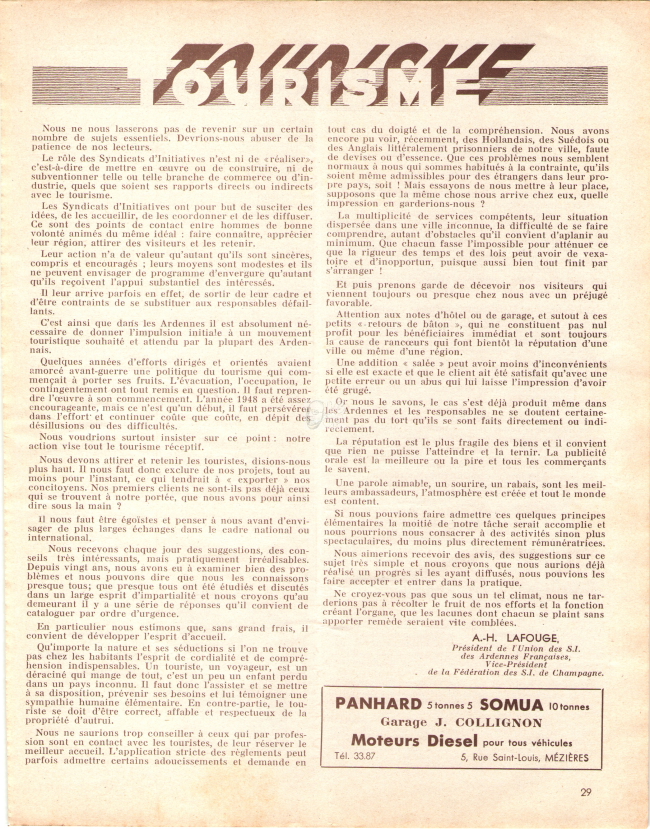 TOURISME
Nous ne nous lasserons pas de revenir sur un certain
nombre de sujets essentiels. Devrions-nous abuser de la
patience de nos lecteurs.
Le rôle des Syndicats d'Initiatives n'est ni de «réaliser»,
c'est-à-dire de mettre en œuvre ou de construire, ni de
subventionner telle ou telle branche de commerce ou d'in-
dustrie, quels que soient ses rapports directs ou indirects
avec le tourisme.
Les Syndicats d'Initiatives ont pour but de susciter des
idées, de les accueillir, de les coordonner et de les diffuser.
Ce sont des points de contact entre hommes de bonne
volonté animés du même idéal : faire connaître, apprécier
leur région, attirer des visiteurs et les retenir.
Leur action n'a de valeur qu'autant qu'ils sont sincères,
compris et encouragés ; leurs moyens sont modestes et ils
ne peuvent envisager de programme d'envergure qu'autant
qu'ils reçoivent l'appui substantiel des intéressés.
Il leur arrive parfois en effet, de sortir de leur cadre et
d'être contraints de se substituer aux responsables défail-
lants.
C'est ainsi que dans les Ardennes il est absolument né-
cessaire de donner l'impulsion initiale à un mouvement
touristique souhaité et attendu par la plupart des Arden-
nais.
Quelques années d'efforts dirigés et orientés avaient
amorcé avant-guerre une politique du tourisme qui com-
mençait à porter ses fruits. L'évacuation, l'occupation, le
contingentement ont tout remis en question. Il faut repren-
dre l'œuvre à son commencement. L'année 1948 a été assez
encourageante, mais ce n'est qu'un début, il faut persévérer
dans l'effort et continuer coûte que coûte, en dépit des
désillusions ou des difficultés.
Nous voudrions surtout insister sur ce point : notre
action vise tout le tourisme réceptif.
Nous devons attirer et retenir les touristes, disions-nous
plus haut. Il nous faut donc exclure de nos projets, tout au
moins pour l'instant, ce qui tendrait à « exporter » nos
concitoyens. Nos premiers clients ne sont-ils pas déjà ceux
qui se trouvent à notre portée, que nous avons pour ainsi
dire sous la main ?
Il nous faut être égoïstes et penser à nous avant d'envi-
sager de plus larges échanges dans le cadre national ou
international.
Nous recevons chaque jour des suggestions, des con-
seils très intéressants, mais pratiquement irréalisables.
Depuis vingt ans, nous avons eu à examiner bien des pro-
blèmes et nous pouvons dire que nous les connaissons
presque tous; que presque tous ont été étudiés et discutés
dans un large esprit d'impartialité et nous croyons qu'au
demeurant il y a une série de réponses qu'il convient de
cataloguer par ordre d'urgence.
En particulier nous estimons que, sans grand frais, il
convient de développer l'esprit d'accueil.
Qu'importe la nature et ses séductions si l'on ne trouve
pas chez les habitants l'esprit de cordialité et de compré-
hension indispensables. Un touriste, un voyageur, est un
déraciné qui mange de tout, c'est un peu un enfant perdu
dans un pays inconnu. Il faut donc l'assister et se mettre
à sa disposition, prévenir ses besoins et lui témoigner une
sympathie humaine élémentaire. En contre-partie, le tou-
riste se doit d'être correct, affable et respectueux de la
propriété d'autrui.
Nous ne saurions trop conseiller à ceux qui par profes-
sion sont en contact avec les touristes, de leur réserver le
meilleur accueil. L'application stricte des règlements peut
parfois admettre certains adoucissements et demande en
tout cas du doigté et de la compréhension. Nous avons
encore pu voir, récemment, des Hollandais, des Suédois ou
des Anglais littéralement prisonniers de notre ville, faute
de devises ou d'essence. Que ces problèmes nous semblent
normaux à nous qui sommes habitués à la contrainte, qu'ils
soient même admissibles pour des étrangers dans leur pro-
pre pays, soit ! Mais essayons de nous mettre à leur place,
supposons que la même chose nous arrive chez eux, quelle
impression en garderions-nous ?
La multiplicité de services compétents, leur situation
dispersée dans une ville inconnue, la difficulté de se faire
comprendre, autant d'obstacles qu'il convient d'aplanir au
minimum. Que chacun fasse l'impossible pour atténuer ce
que la rigueur des temps et des lois peut avoir de vexa-
toire et d'inopportun, puisque aussi bien tout finit par
s'arranger !
Et puis prenons garde de décevoir nos visiteurs qui
viennent toujours ou presque chez nous avec un préjugé
favorable.
Attention aux notes d'hôtel ou de garage, et sutout à ces
petits « retours de bâton », qui ne constituent pas nul
profit pour les bénéficiaires immédiat et sont toujours
la cause de rancœurs qui font bientôt la réputation d'une
ville ou même d'une région.
Une addition « salée » peut avoir moins d'inconvénients
si elle est exacte et que le client ait été satisfait qu'avec une
petite erreur ou un abus qui lui laisse l'impression d'avoir
été grugé.
Or nous le savons, le cas s'est déjà produit même dans
les Ardennes et les responsables ne se doutent certaine-
ment pas du tort qu'ils se sont faits directement ou indi-
rectement.
La réputation est le plus fragile des biens et il convient
que rien ne puisse l'atteindre et la ternir. La publicité
orale est la meilleure ou la pire et tous les commerçants
le savent.
Une parole aimable, un sourire, un rabais, sont les meil-
leurs ambassadeurs, l'atmosphère est créée et tout le monde
est content.
Si nous pouvions faire admettre ces quelques principes
élémentaires la moitié de notre tâche serait accomplie et
nous pourrions nous consacrer à des activités sinon plus
spectaculaires, du moins plus directement rémunératrices.
Nous aimerions recevoir des avis, des suggestions sur ce
sujet très simple et nous croyons que nous aurions déjà
réalisé un progrès si les ayant diffusés, nous pouvions les
faire accepter et entrer dans la pratique.
Ne croyez-vous pas que sous un tel climat, nous ne tar-
derions pas à récolter le fruit de nos efforts et la fonction
créant l'organe, que les lacunes dont chacun se plaint sans
apporter remède seraient vite comblées.
A.-H. LAFOUGE,
Président de l'Union des S.I.
des Ardennes Françaises,
Vice-Président
de la Fédération des S.I. de Champagne.
PANHARD 5 tonnes 5 SOMUA 10 tonnes
Garage J. COLLIGNON
Moteurs Diesel pour tous véhicules
Tél. 33.87 5, Rue Saint-Louis, MÉZIÈRES
29